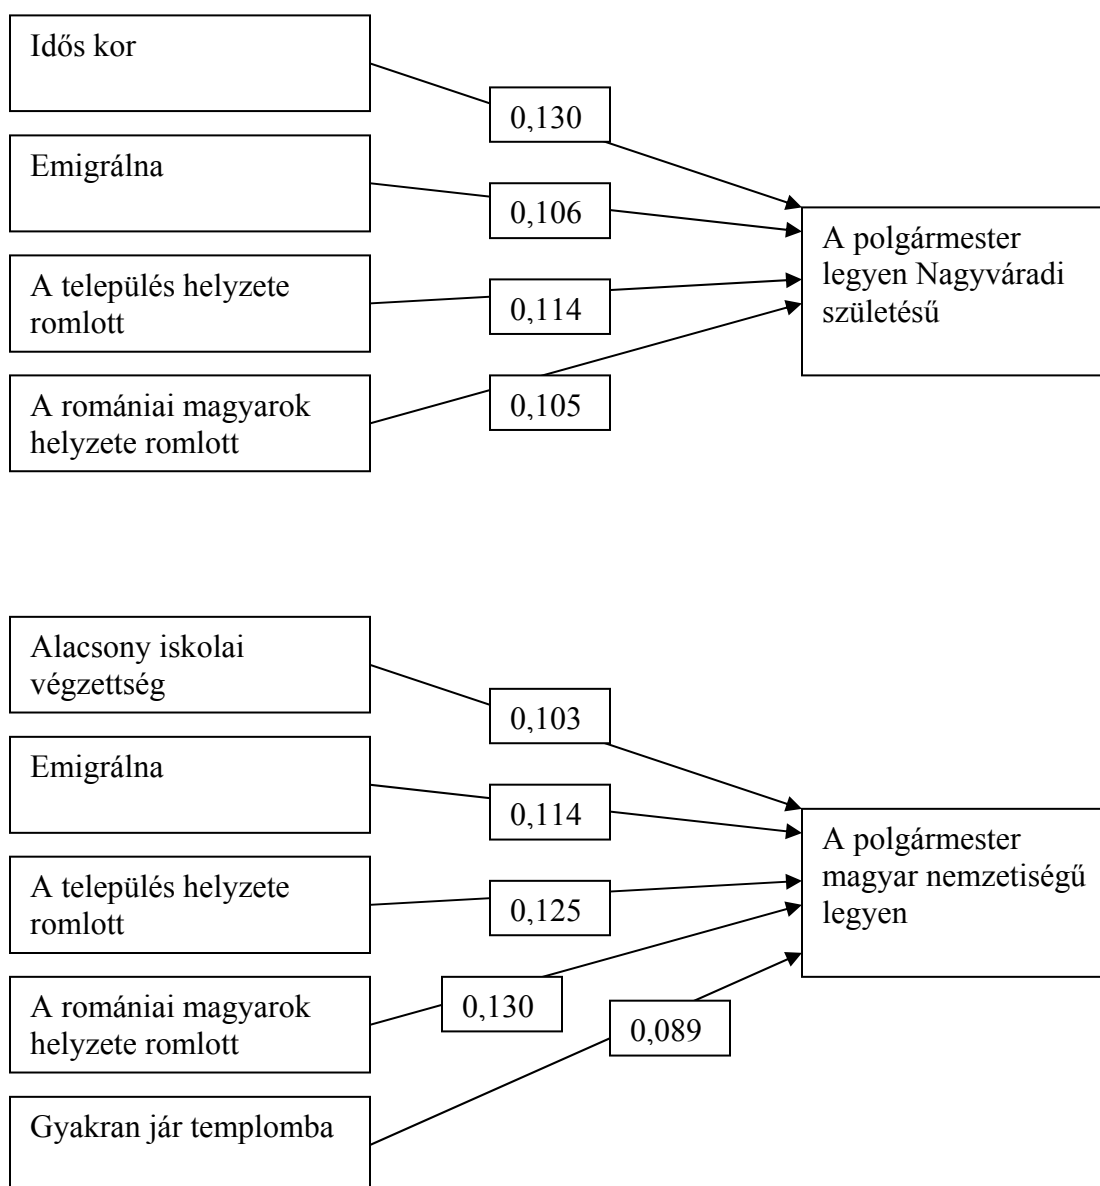 Idős kor
0,130
Emigrálna
0,106
A település helyzete
romlott
0,114
A romániai magyarok
helyzete romlott
0,105
A polgármester
legyen Nagyváradi
születésű
Alacsony iskolai
végzettség
0,103
Emigrálna
0,114
A település helyzete
romlott
0,125
A romániai magyarok
helyzete romlott
0,130
Gyakran jár templomba
0,089
A polgármester
magyar nemzetiségű
legyen